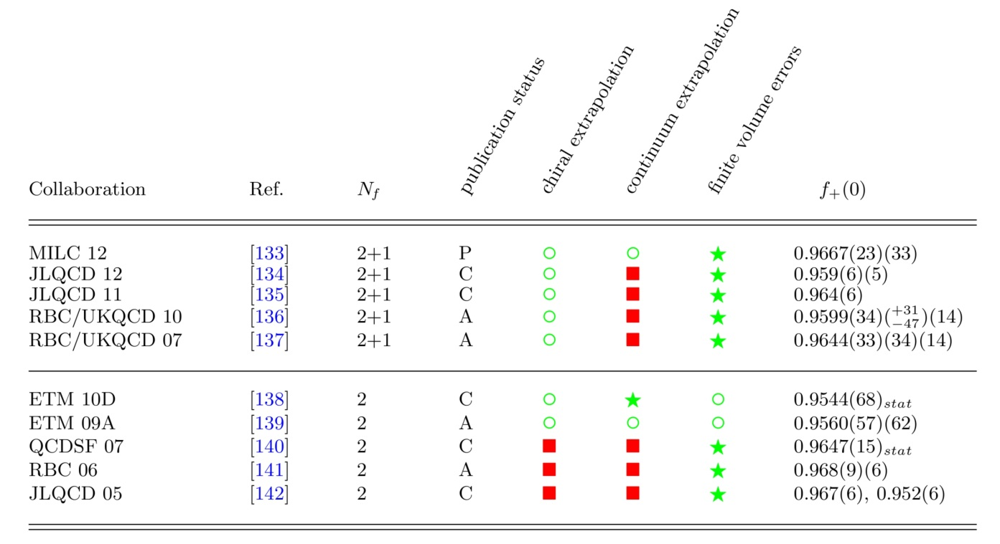 publication status
chiral extrapolation
continuum extrapolation
finite volume errors
Collaboration Ref. N_f f_+(0)
MILC 12 [133] 2+1 P ○ ○ ★ 0.9667(23)(33)
JLQCD 12 [134] 2+1 C ○ ■ ★ 0.959(6)(5)
JLQCD 11 [135] 2+1 C ○ ■ ★ 0.964(6)
RBC/UKQCD 10 [136] 2+1 A ○ ■ ★ 0.9599(34)(^{+31}_{−47})(14)
RBC/UKQCD 07 [137] 2+1 A ○ ■ ★ 0.9644(33)(34)(14)
ETM 10D [138] 2 C ○ ★ ○ 0.9544(68)_{stat}
ETM 09A [139] 2 A ○ ○ ○ 0.9560(57)(62)
QCDSF 07 [140] 2 C ■ ■ ★ 0.9647(15)_{stat}
RBC 06 [141] 2 A ■ ■ ★ 0.968(9)(6)
JLQCD 05 [142] 2 C ■ ■ ★ 0.967(6), 0.952(6)